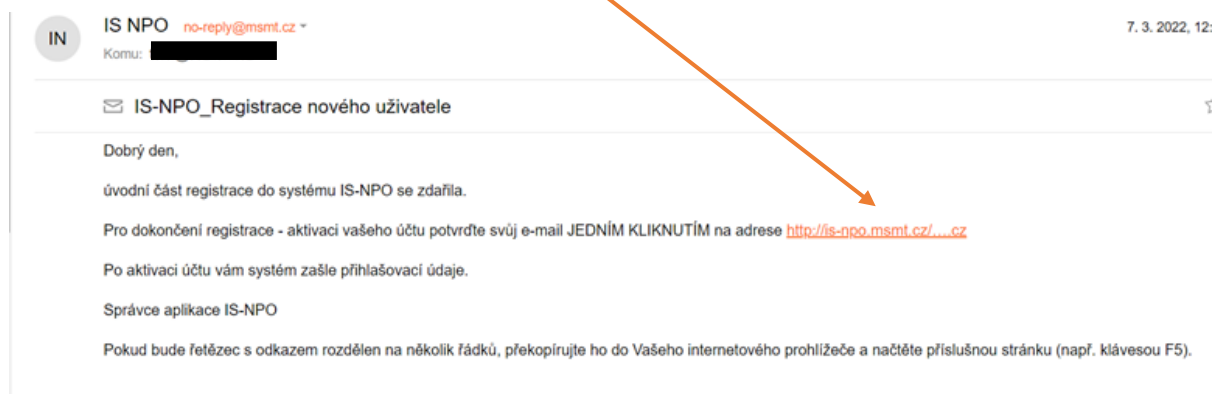 IN
IS NPO no-reply@msmt.cz
7. 3. 2022, 12:
Komu:
IS-NPO_Registrace nového uživatele
Dobrý den,
úvodní část registrace do systému IS-NPO se zdařila.
Pro dokončení registrace - aktivaci vašeho účtu potvrďte svůj e-mail JEDNÍM KLIKNUTÍM na adrese http://is-npo.msmt.cz/....cz
Po aktivaci účtu vám systém zašle přihlašovací údaje.
Správce aplikace IS-NPO
Pokud bude řetězec s odkazem rozdělen na několik řádků, překopírujte ho do Vašeho internetového prohlížeče a načtěte příslušnou stránku (např. klávesou F5).